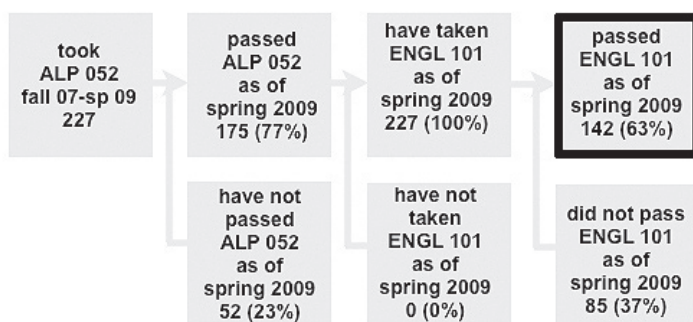 took
ALP 052
fall 07-sp 09
227
passed
ALP 052
as of
spring 2009
175 (77%)
have taken
ENGL 101
as of
spring 2009
227 (100%)
passed
ENGL 101
as of
spring 2009
142 (63%)
have not
passed
ALP 052
as of
spring 2009
52 (23%)
have not
taken
ENGL 101
as of
spring 2009
0 (0%)
did not pass
ENGL 101
as of
spring 2009
85 (37%)